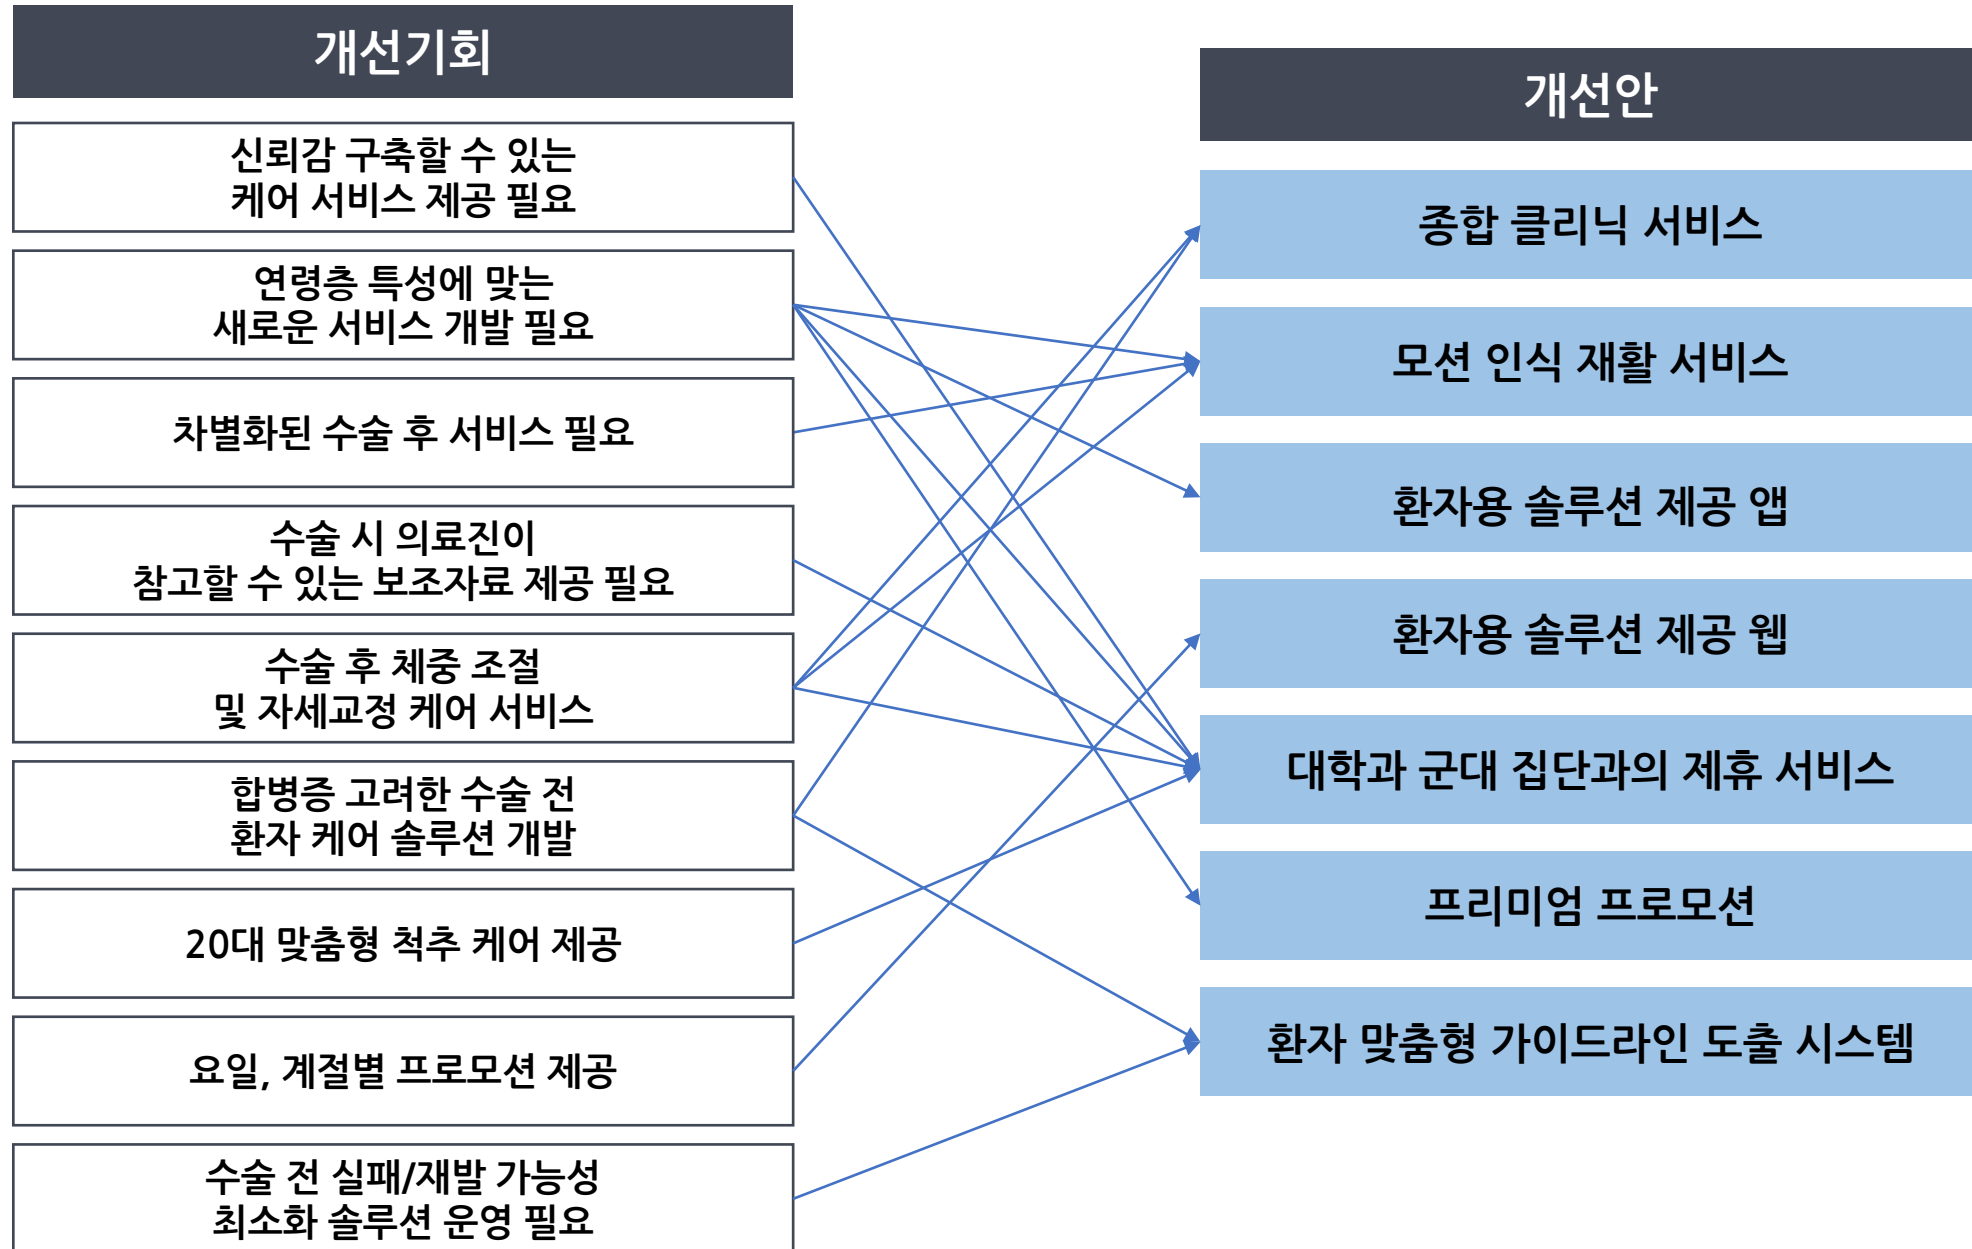 개선기회
신뢰감 구축할 수 있는
케어 서비스 제공 필요
연령층 특성에 맞는
새로운 서비스 개발 필요
차별화된 수술 후 서비스 필요
수술 시 의료진이
참고할 수 있는 보조자료 제공 필요
수술 후 체중 조절
및 자세교정 케어 서비스
합병증 고려한 수술 전
환자 케어 솔루션 개발
20대 맞춤형 척추 케어 제공
요일, 계절별 프로모션 제공
수술 전 실패/재발 가능성
최소화 솔루션 운영 필요
개선안
종합 클리닉 서비스
모션 인식 재활 서비스
환자용 솔루션 제공 앱
환자용 솔루션 제공 웹
대학과 군대 집단과의 제휴 서비스
프리미엄 프로모션
환자 맞춤형 가이드라인 도출 시스템